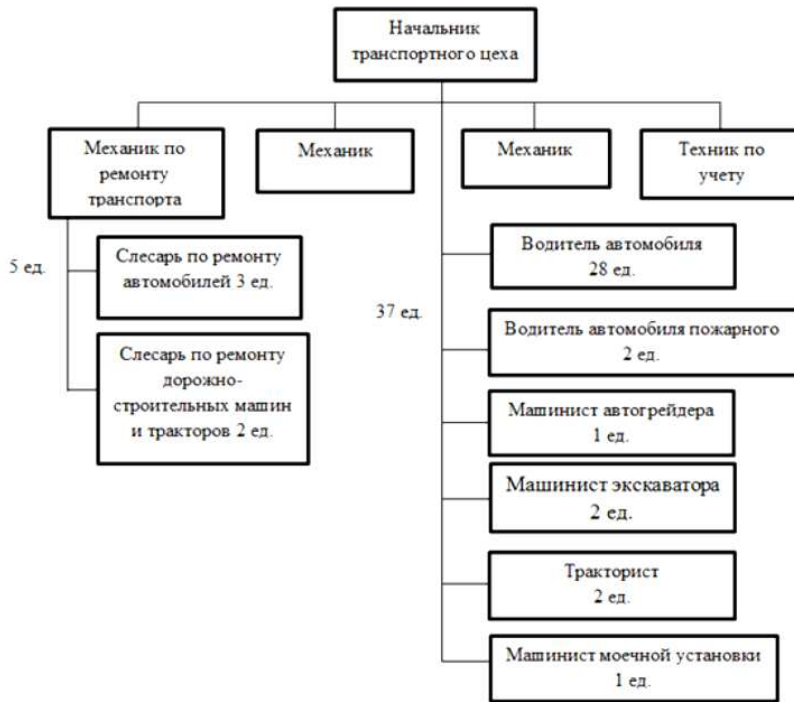 Начальник
транспортного цеха
Механик по
ремонту
транспорта
Механик
Механик
Техник по
учету
5 ед.
Слесарь по ремонту
автомобилей 3 ед.
Слесарь по ремонту
дорожно-
строительных машин
и тракторов 2 ед.
37 ед.
Водитель автомобиля
28 ед.
Водитель автомобиля пожарного
2 ед.
Машинист автогрейдера
1 ед.
Машинист экскаватора
2 ед.
Тракторист
2 ед.
Машинист моечной установки
1 ед.